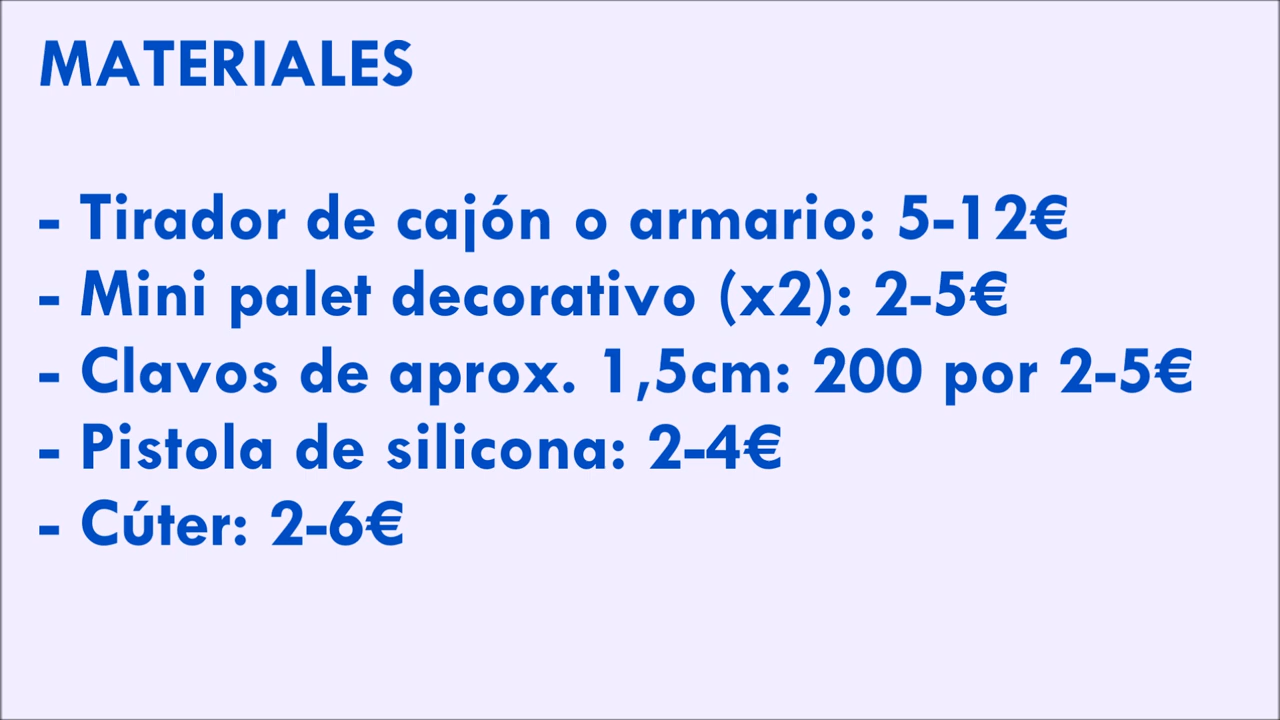 MATERIALES
- Tirador de cajón o armario: 5-12€
- Mini palet decorativo (x2): 2-5€
- Clavos de aprox. 1,5cm: 200 por 2-5€
- Pistola de silicona: 2-4€
- Cúter: 2-6€